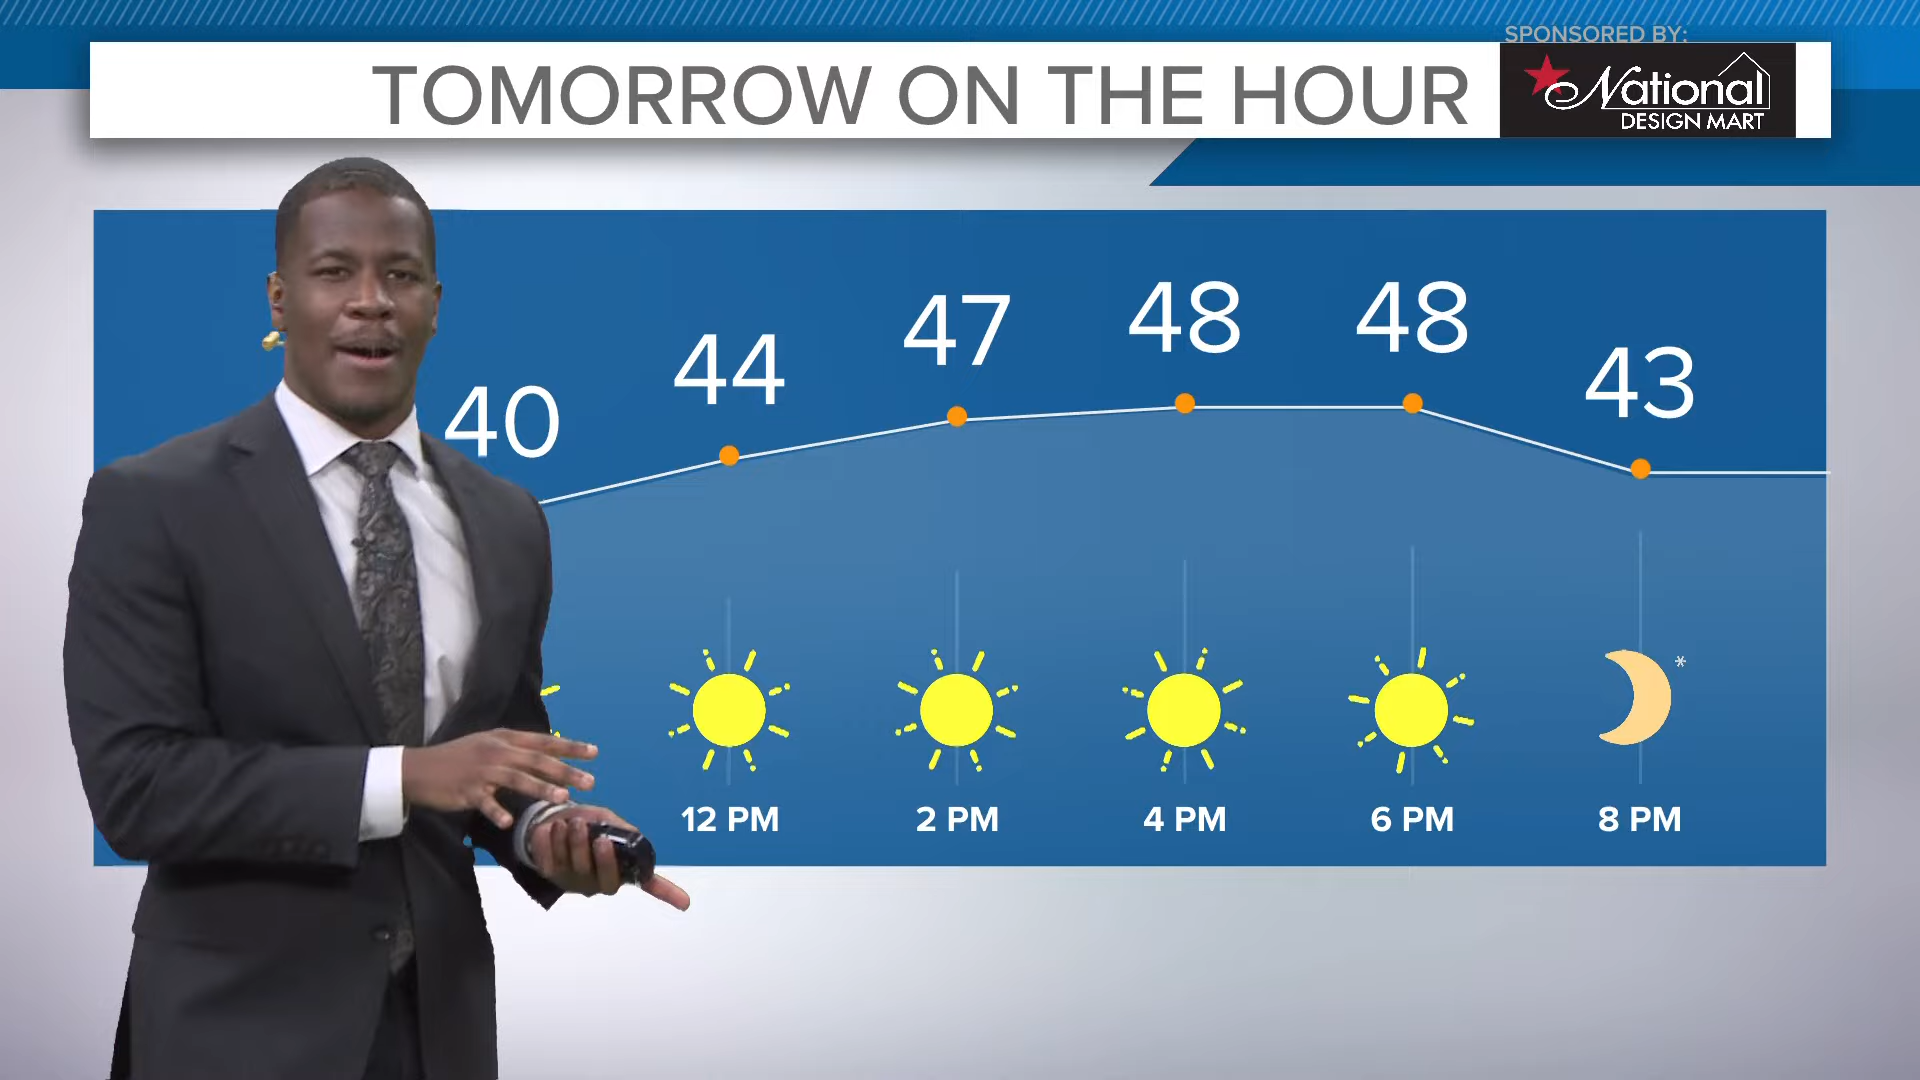 SPONSORED BY:
TOMORROW ON THE HOUR
National
DESIGN MART
40
44
47
48
48
43
*
12 PM
2 PM
4 PM
6 PM
8 PM